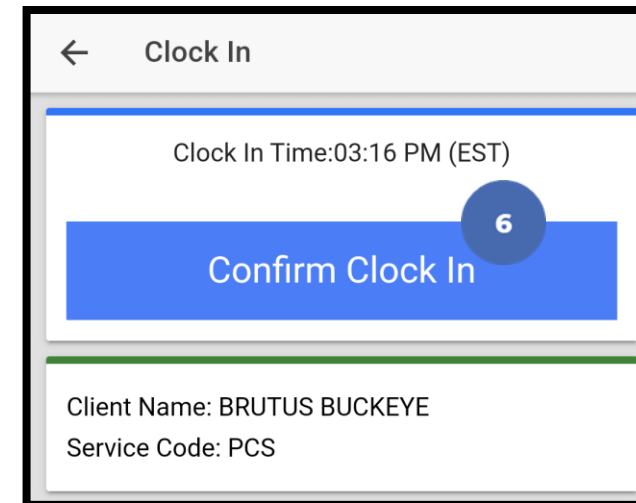 Clock In
Clock In Time:03:16 PM (EST)
6
Confirm Clock In
Client Name: BRUTUS BUCKEYE
Service Code: PCS